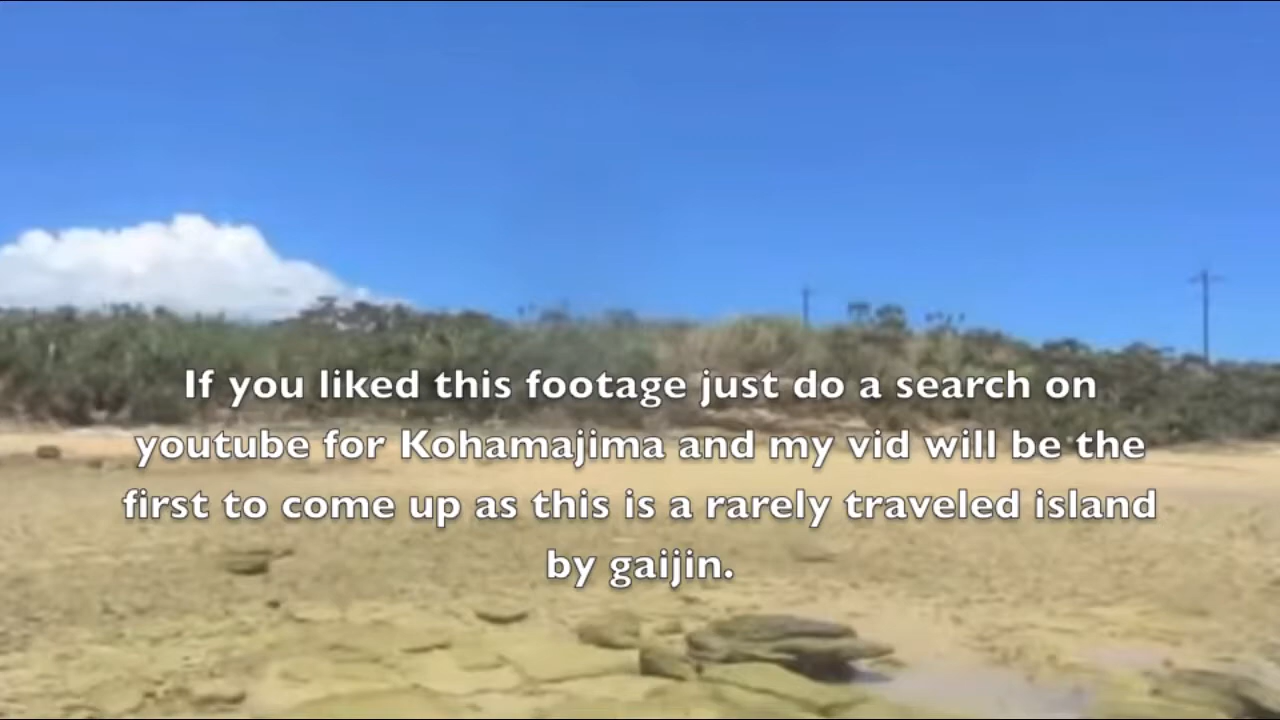 If you liked this footage just do a search on
youtube for Kohamajima and my vid will be the
first to come up as this is a rarely traveled island
by gaijin.